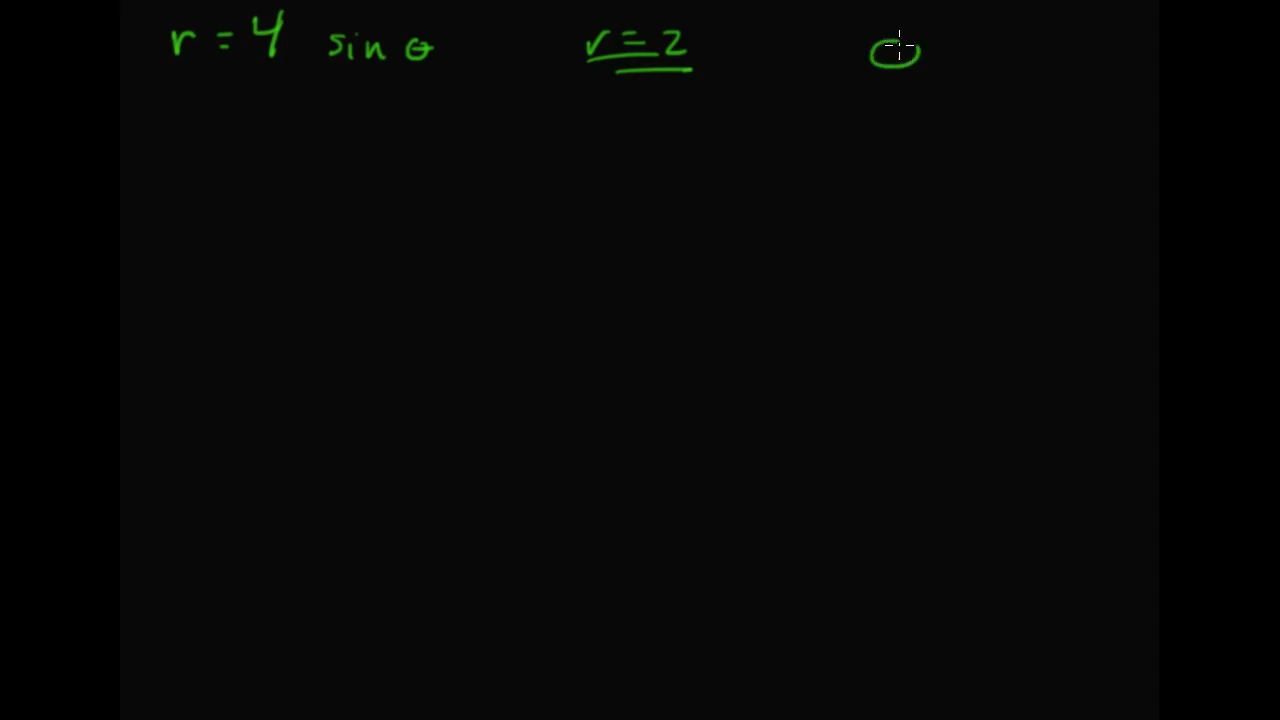 r = 4 sin θ r = 2